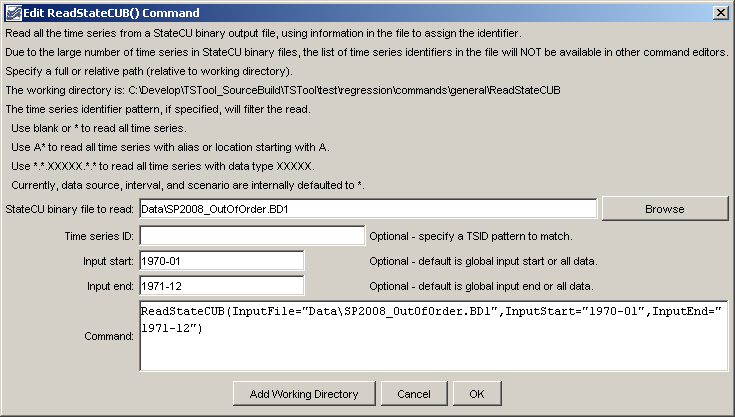 Edit ReadStateCUB() Command
Read all the time series from a StateCU binary output file, using information in the file to assign the identifier.
Due to the large number of time series in StateCU binary files, the list of time series identifiers in the file will NOT be available in other command editors.
Specify a full or relative path (relative to working directory).
The working directory is: C:\Develop\TSTool_SourceBuild\TSTool\test\regression\commands\general\ReadStateCUB
The time series identifier pattern, if specified, will filter the read.
Use blank or * to read all time series.
Use A* to read all time series with alias or location starting with A.
Use *.*.XXXXX.*.* to read all time series with data type XXXXX.
Currently, data source, interval, and scenario are internally defaulted to *.
StateCU binary file to read: Data\SP2008_OutOfOrder.BD1 Browse
Time series ID: Optional - specify a TSID pattern to match.
Input start: 1970-01 Optional - default is global input start or all data.
Input end: 1971-12 Optional - default is global input end or all data.
Command: ReadStateCUB(InputFile="Data\SP2008_OutOfOrder.BD1",InputStart="1970-01",InputEnd="
1971-12")
Add Working Directory Cancel OK